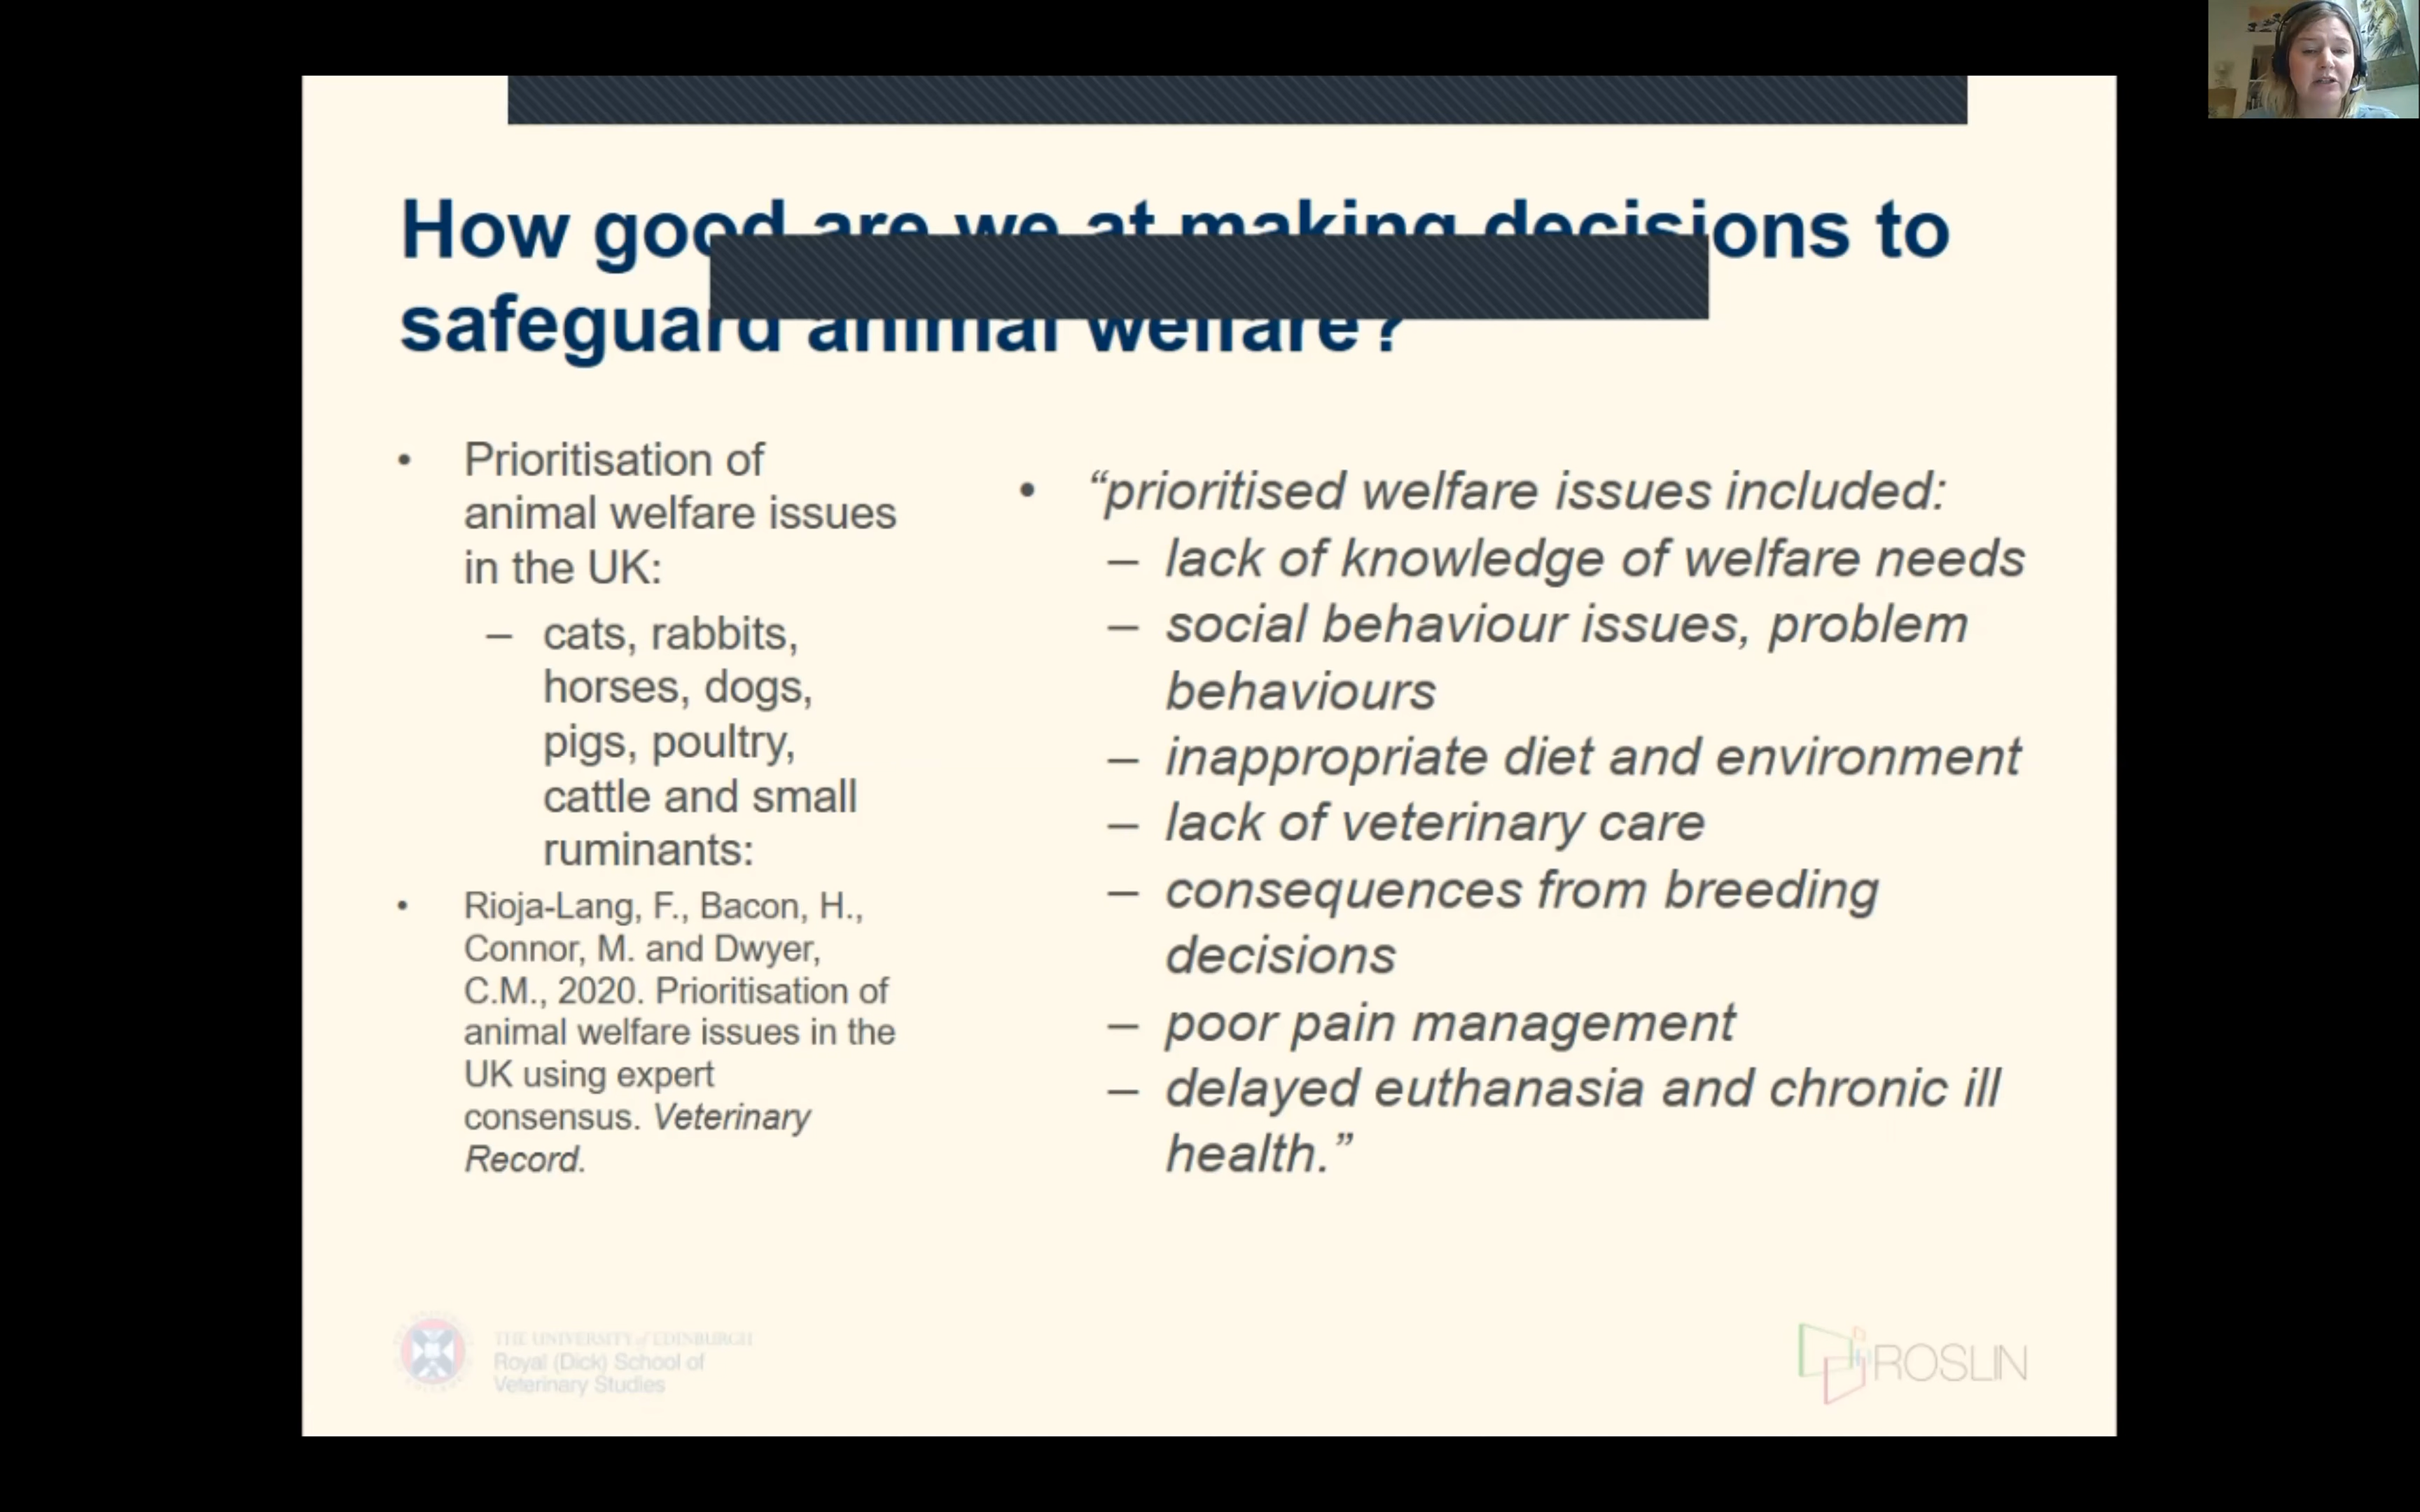 How good are we at making decisions to
safeguard animal welfare?
• Prioritisation of
animal welfare issues
in the UK:
– cats, rabbits,
horses, dogs,
pigs, poultry,
cattle and small
ruminants:
• Rioja-Lang, F., Bacon, H.,
Connor, M. and Dwyer,
C.M., 2020. Prioritisation of
animal welfare issues in the
UK using expert
consensus. Veterinary
Record.
• “prioritised welfare issues included:
– lack of knowledge of welfare needs
– social behaviour issues, problem
behaviours
– inappropriate diet and environment
– lack of veterinary care
– consequences from breeding
decisions
– poor pain management
– delayed euthanasia and chronic ill
health.”
THE UNIVERSITY of EDINBURGH
Royal (Dick) School of
Veterinary Studies
ROSLIN